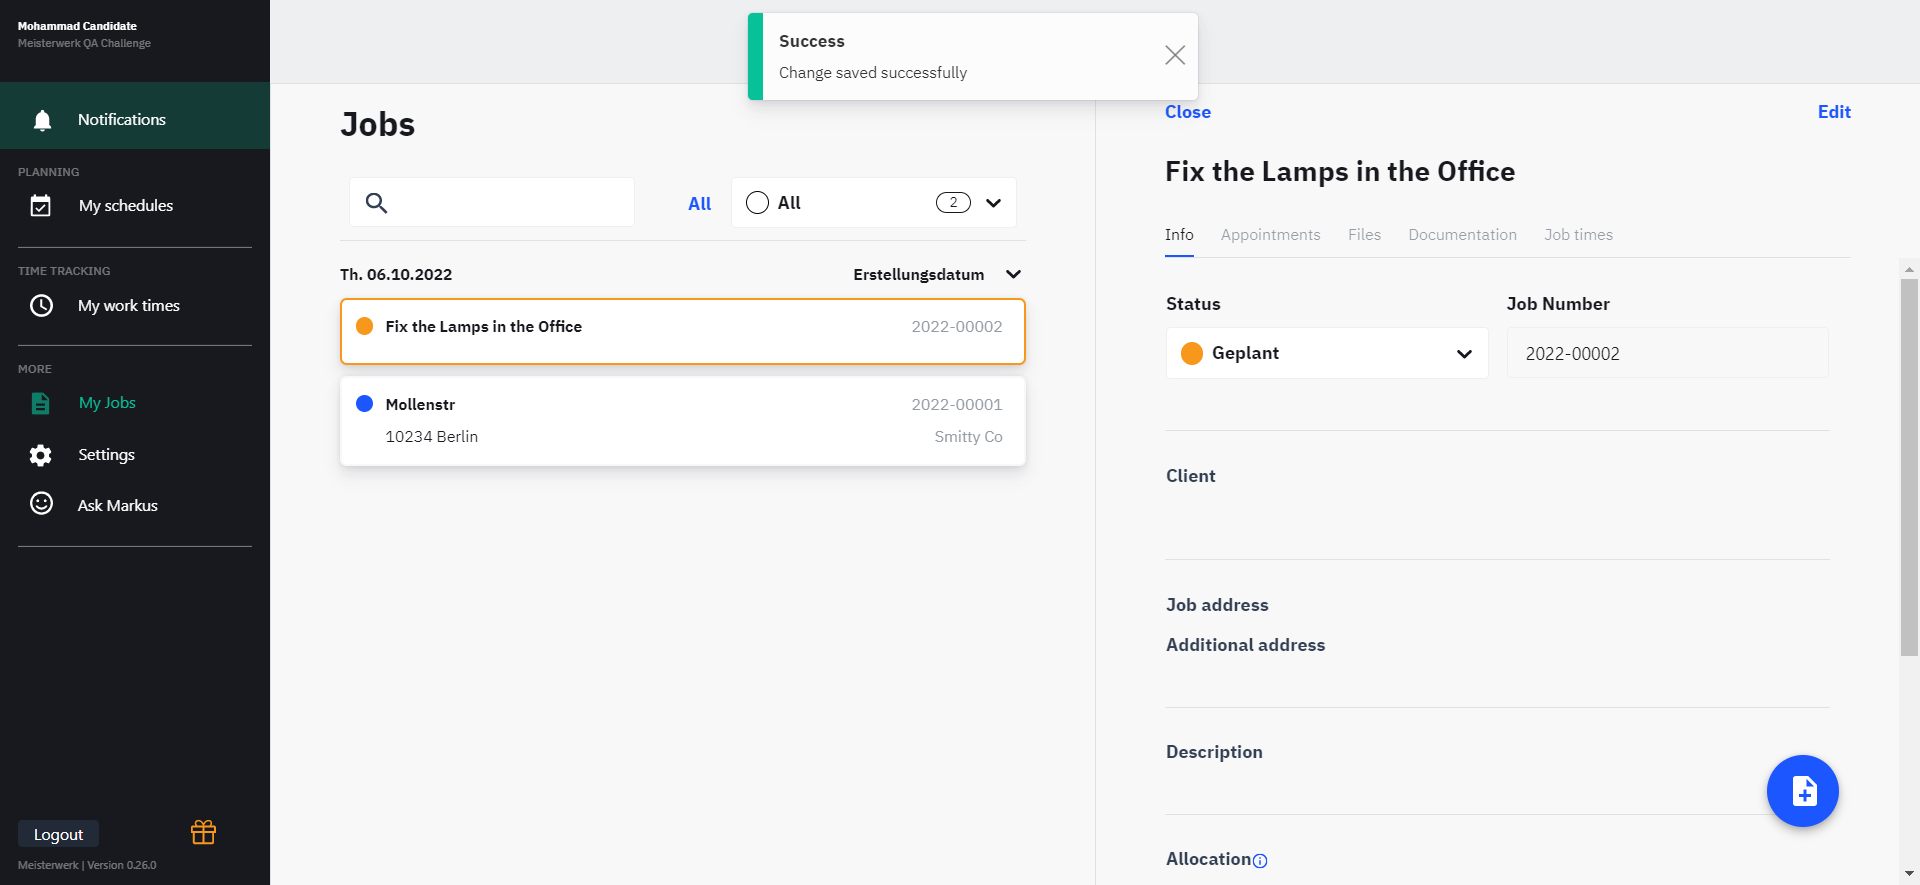 Mohammad Candidate
Meisterwerk QA Challenge
Notifications
PLANNING
My schedules
TIME TRACKING
My work times
MORE
My Jobs
Settings
Ask Markus
Logout
Meisterwerk | Version 0.26.0
Success
Change saved successfully
Jobs
All
All
2
Th. 06.10.2022
Erstellungsdatum
Fix the Lamps in the Office
2022-00002
Mollenstr
2022-00001
10234 Berlin
Smitty Co
Close
Edit
Fix the Lamps in the Office
Info
Appointments
Files
Documentation
Job times
Status
Job Number
Geplant
2022-00002
Client
Job address
Additional address
Description
Allocation